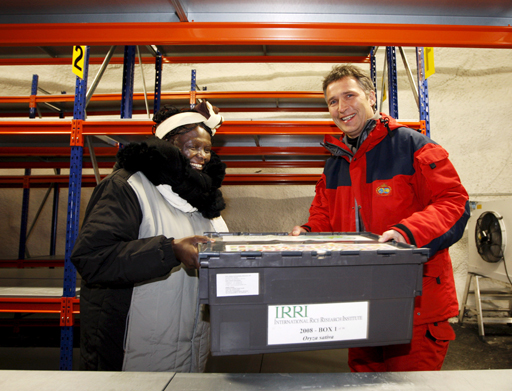 2
IRRI
INTERNATIONAL RICE RESEARCH INSTITUTE
2008 - BOX 1
Oryza sativa